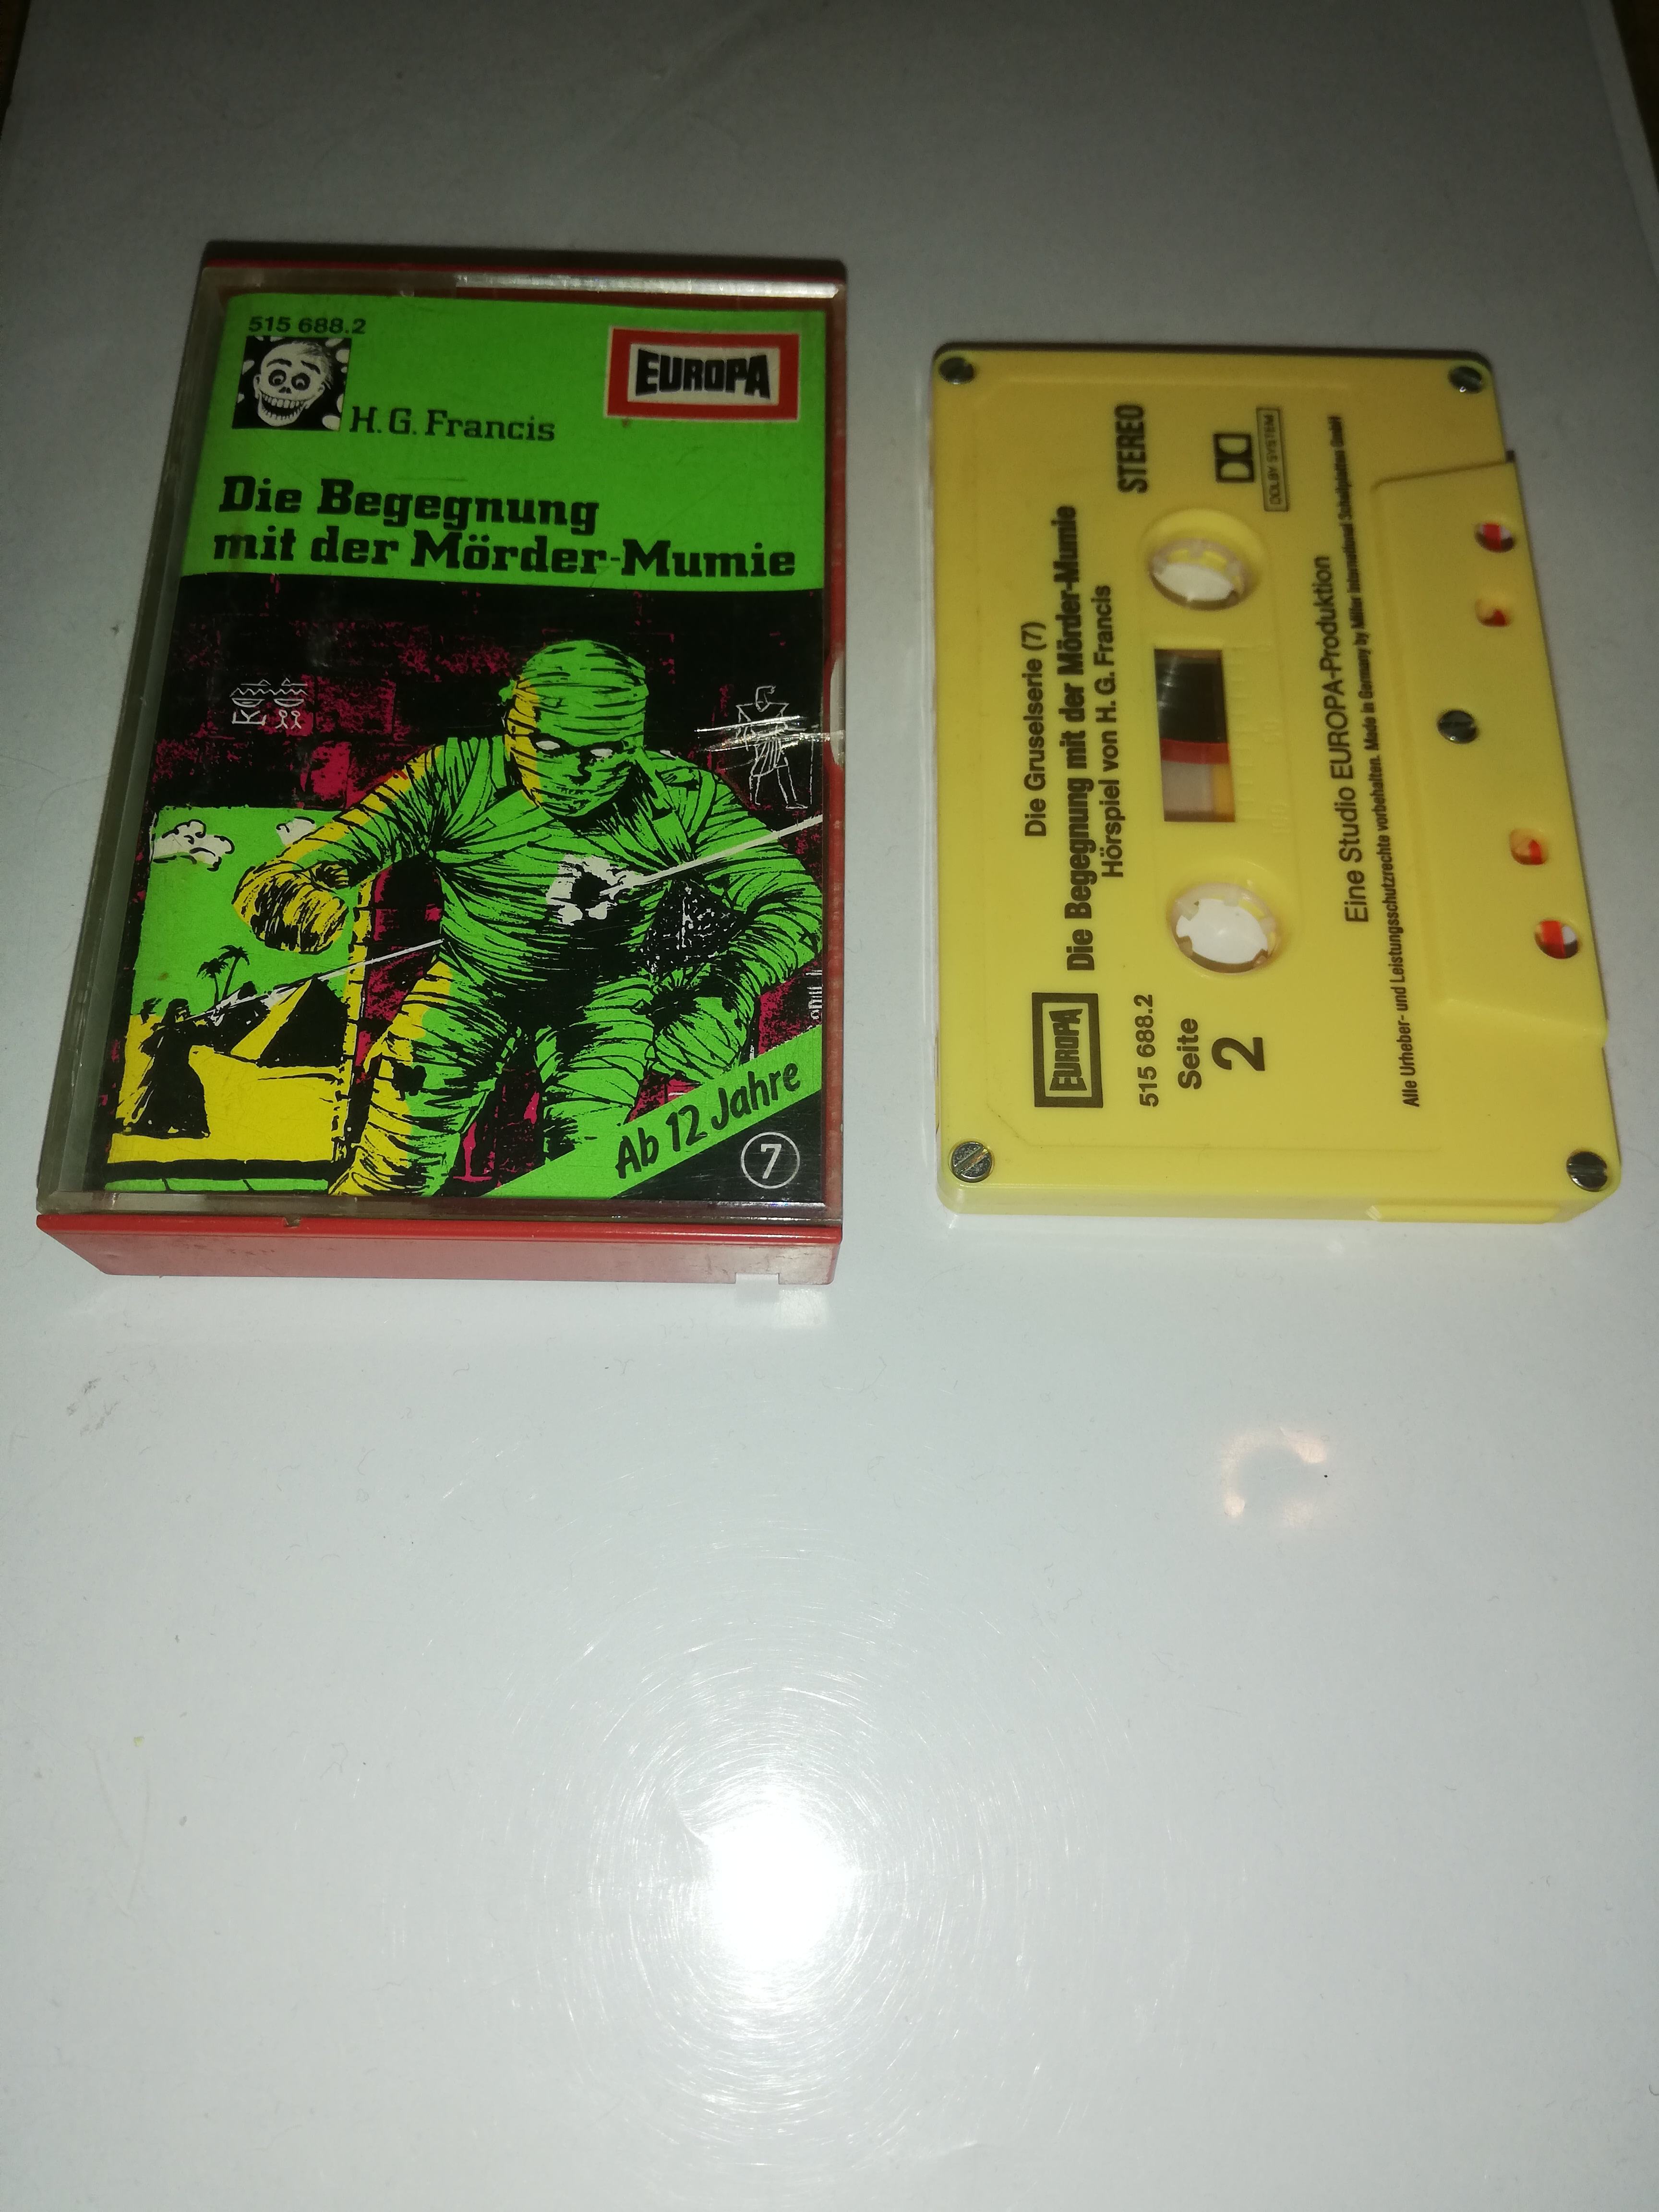 515 688.2
EUROPA
H. G. Francis
Die Begegnung
mit der Mörder-Mumie
Ab 12 Jahre
7
Die Gruselserie (7)
EUROPA
Die Begegnung mit der Mörder-Mumie
Hörspiel von H. G. Francis
515 688.2
STEREO
Seite
2
DOLBY SYSTEM
Eine Studio EUROPA-Produktion
Alle Urheber- und Leistungsschutzrechte vorbehalten. Made in Germany by Miller International Schallplatten GmbH